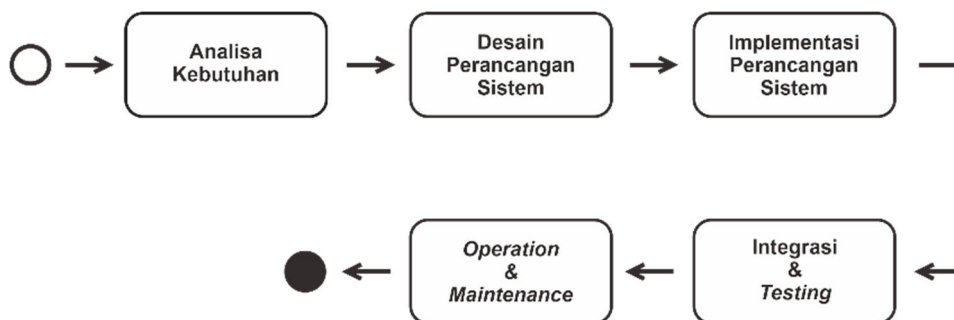 Analisa
Kebutuhan
Desain
Perancangan
Sistem
Implementasi
Perancangan
Sistem
Operation
&
Maintenance
Integrasi
&
Testing